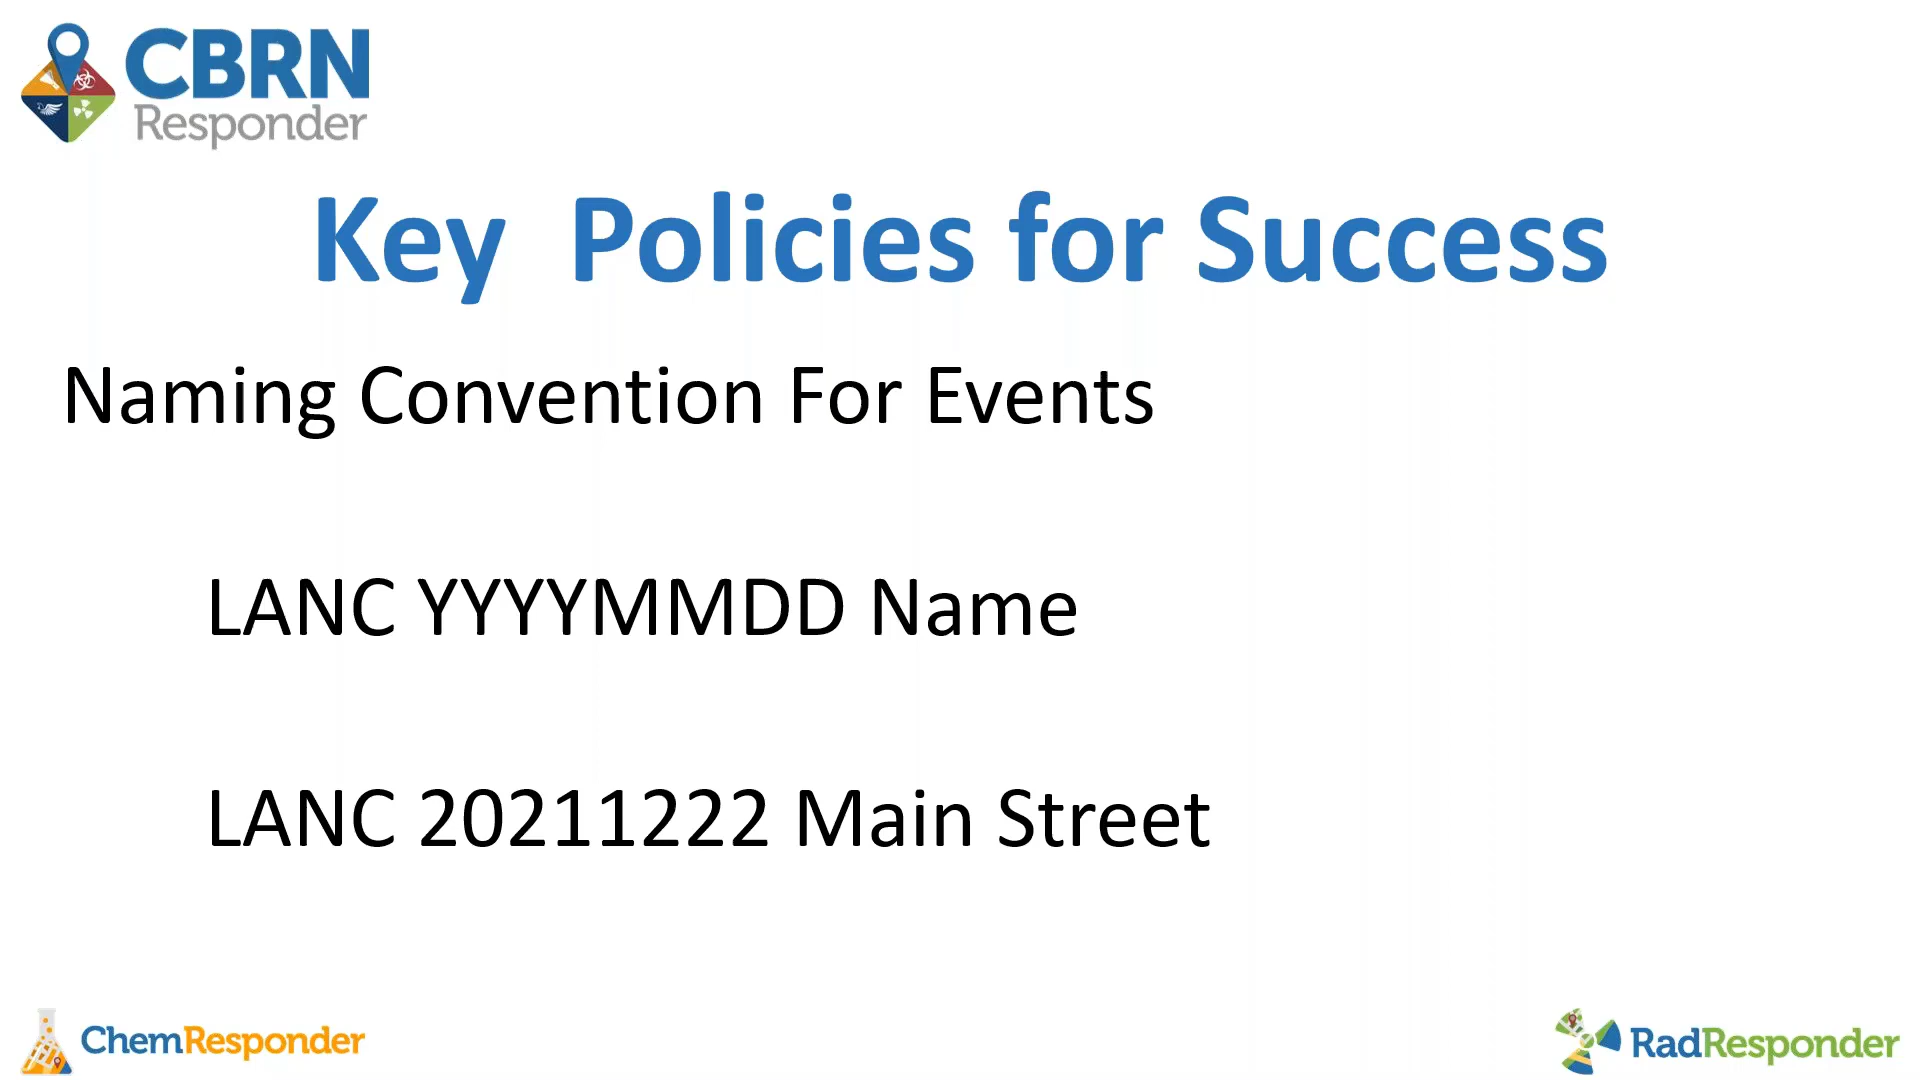 CBRN
Responder
Key  Policies for Success
Naming Convention For Events
LANC YYYYMMDD Name
LANC 20211222 Main Street
ChemResponder
RadResponder